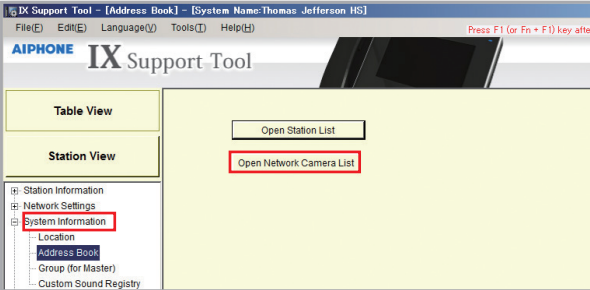 IX Support Tool - [Address Book] - [System Name:Thomas Jefferson HS]
File(F) Edit(E) Language(V) Tools(T) Help(H)
Press F1 (or Fn + F1) key afte
AIPHONE IX Support Tool
Table View
Open Station List
Station View
Open Network Camera List
Station Information
Network Settings
System Information
Location
Address Book
Group (for Master)
Custom Sound Registry